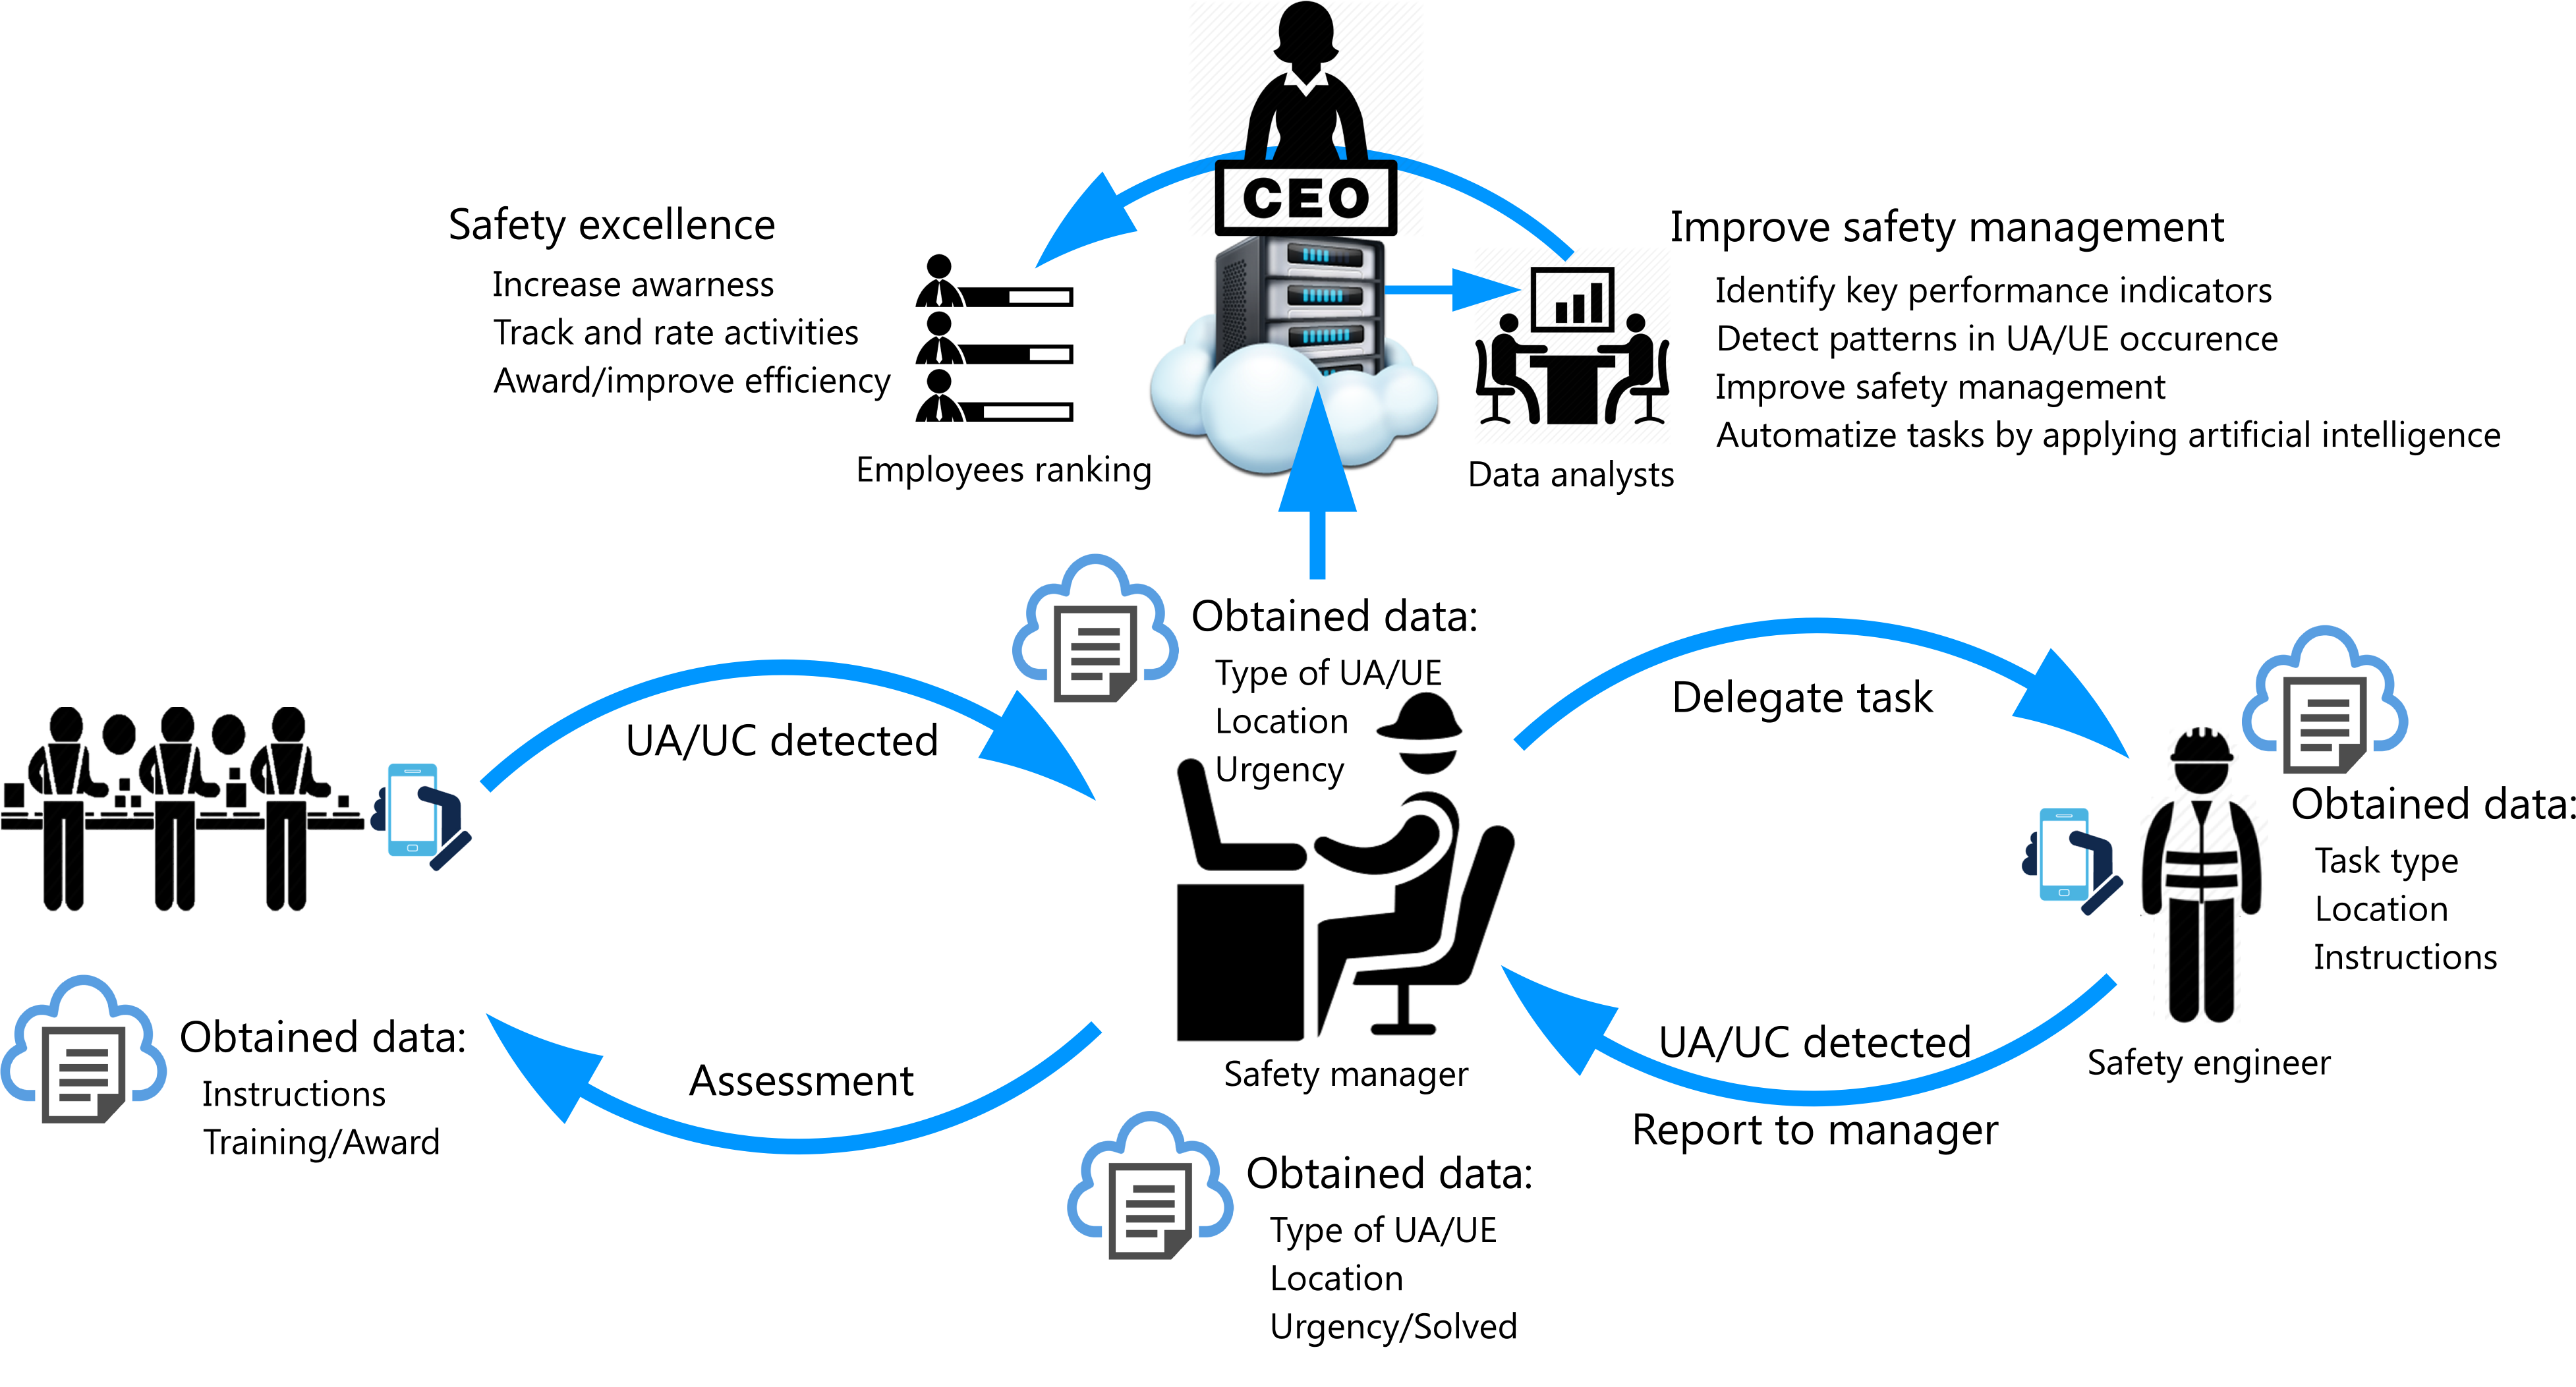 CEO
Safety excellence
Increase awarness
Track and rate activities
Award/improve efficiency
Employees ranking
Improve safety management
Identify key performance indicators
Detect patterns in UA/UE occurence
Improve safety management
Automatize tasks by applying artificial intelligence
Data analysts
Obtained data:
Type of UA/UE
Location
Urgency
UA/UC detected
Delegate task
Obtained data:
Task type
Location
Instructions
Safety engineer
Safety manager
UA/UC detected
Report to manager
Assessment
Obtained data:
Instructions
Training/Award
Obtained data:
Type of UA/UE
Location
Urgency/Solved